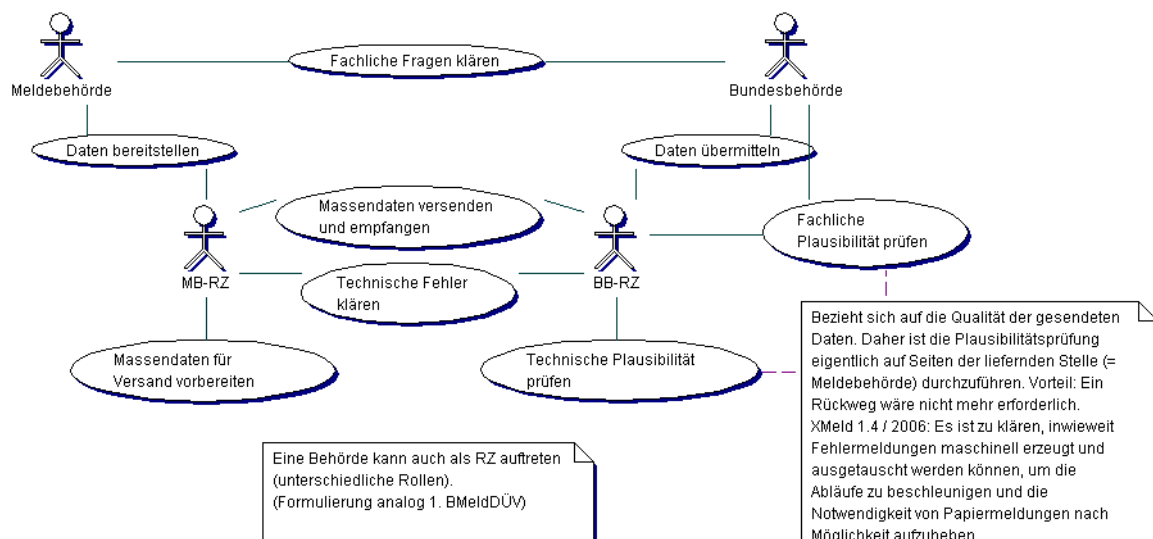 Fachliche Fragen klären
Meldebehörde
Bundesbehörde
Daten bereitstellen
Daten übermitteln
Massendaten versenden
und empfangen
Fachliche
Plausibilität prüfen
MB-RZ
BB-RZ
Technische Fehler
klären
Massendaten für
Versand vorbereiten
Technische Plausibilität
prüfen
Bezieht sich auf die Qualität der gesendeten
Daten. Daher ist die Plausibilitätsprüfung
eigentlich auf Seiten der liefernden Stelle (=
Meldebehörde) durchzuführen. Vorteil: Ein
Rückweg wäre nicht mehr erforderlich.
XMeld 1.4 / 2006: Es ist zu klären, inwieweit
Fehlermeldungen maschinell erzeugt und
ausgetauscht werden können, um die
Abläufe zu beschleunigen und die
Notwendigkeit von Papiermeldungen nach
Möglichkeit aufzuheben
Eine Behörde kann auch als RZ auftreten
(unterschiedliche Rollen).
(Formulierung analog 1. BMeldDÜV)